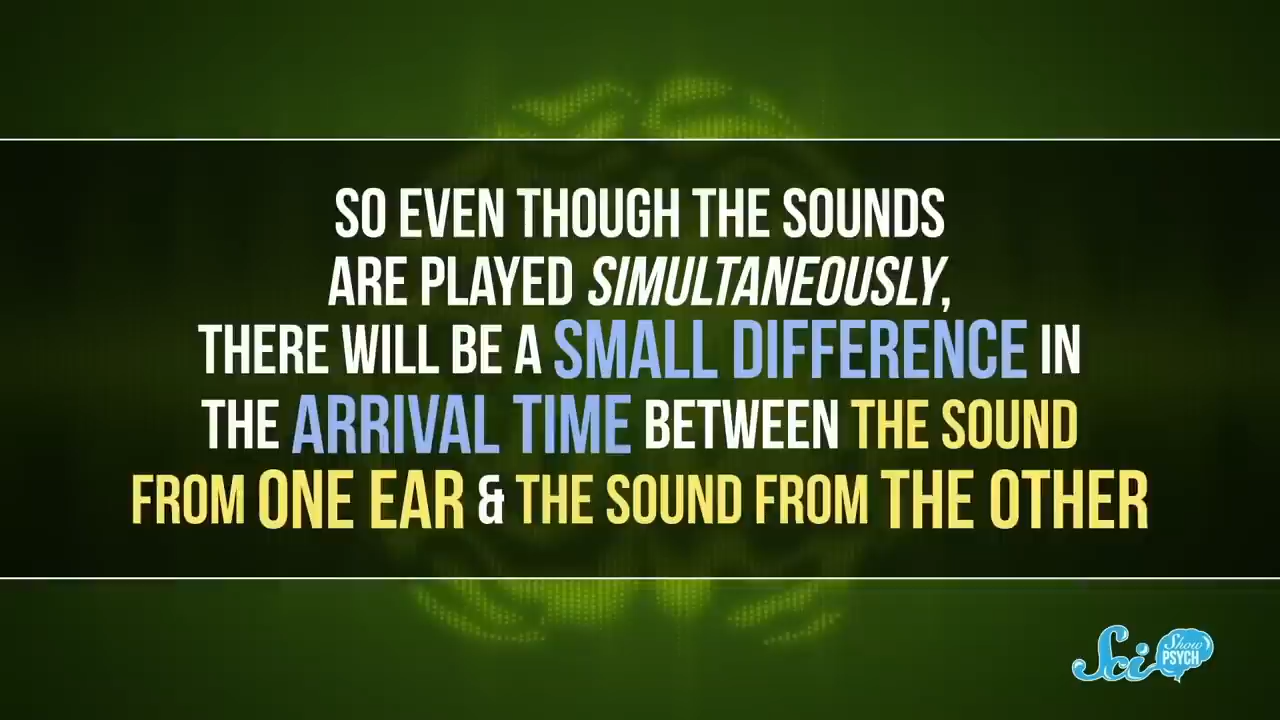 SO EVEN THOUGH THE SOUNDS
ARE PLAYED SIMULTANEOUSLY,
THERE WILL BE A SMALL DIFFERENCE IN
THE ARRIVAL TIME BETWEEN THE SOUND
FROM ONE EAR & THE SOUND FROM THE OTHER
Sci Show
PSYCH